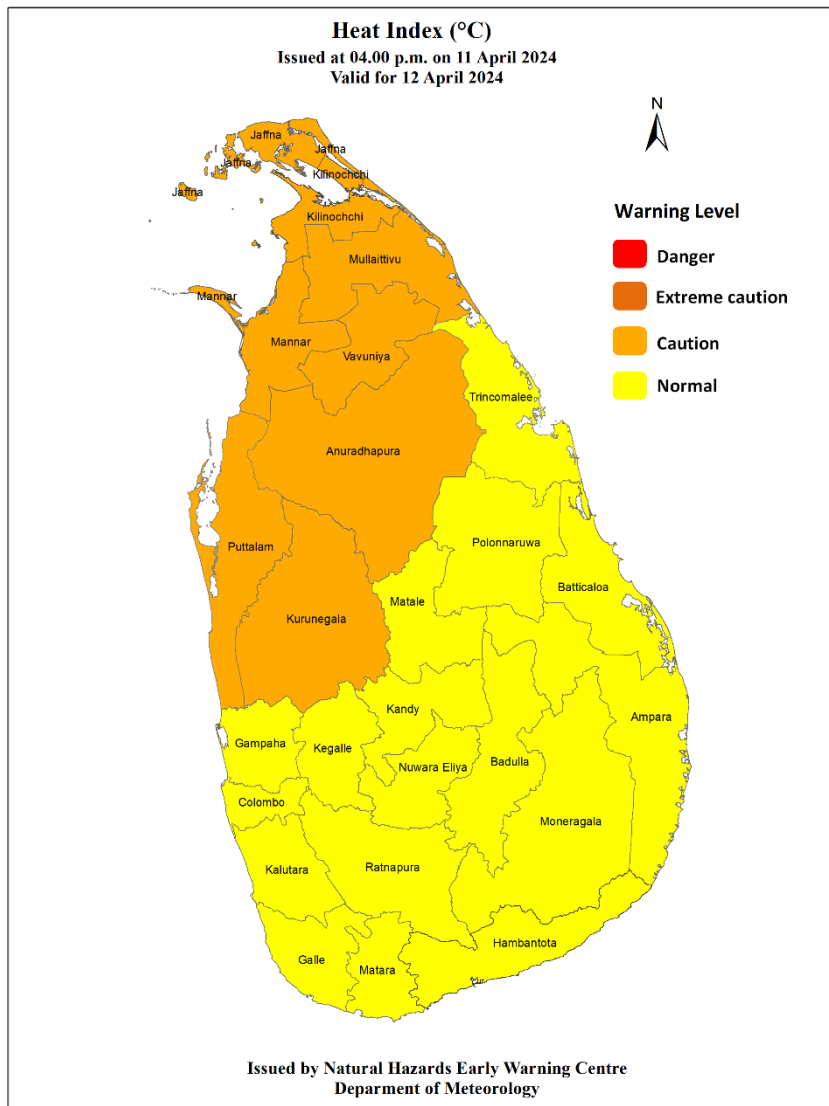 Heat Index (°C)
Issued at 04.00 p.m. on 11 April 2024
Valid for 12 April 2024
N
Jaffna
Jaffna
Jaffna
Kilinochchi
Jaffna
Kilinochchi
Mullaittivu
Mannar
Mannar
Vavuniya
Trincomalee
Anuradhapura
Puttalam
Polonnaruwa
Batticaloa
Matale
Kurunegala
Kandy
Ampara
Gampaha
Kegalle
Nuwara Eliya
Badulla
Colombo
Moneragala
Kalutara
Ratnapura
Hambantota
Galle
Matara
Warning Level
Danger
Extreme caution
Caution
Normal
Issued by Natural Hazards Early Warning Centre
Deparment of Meteorology